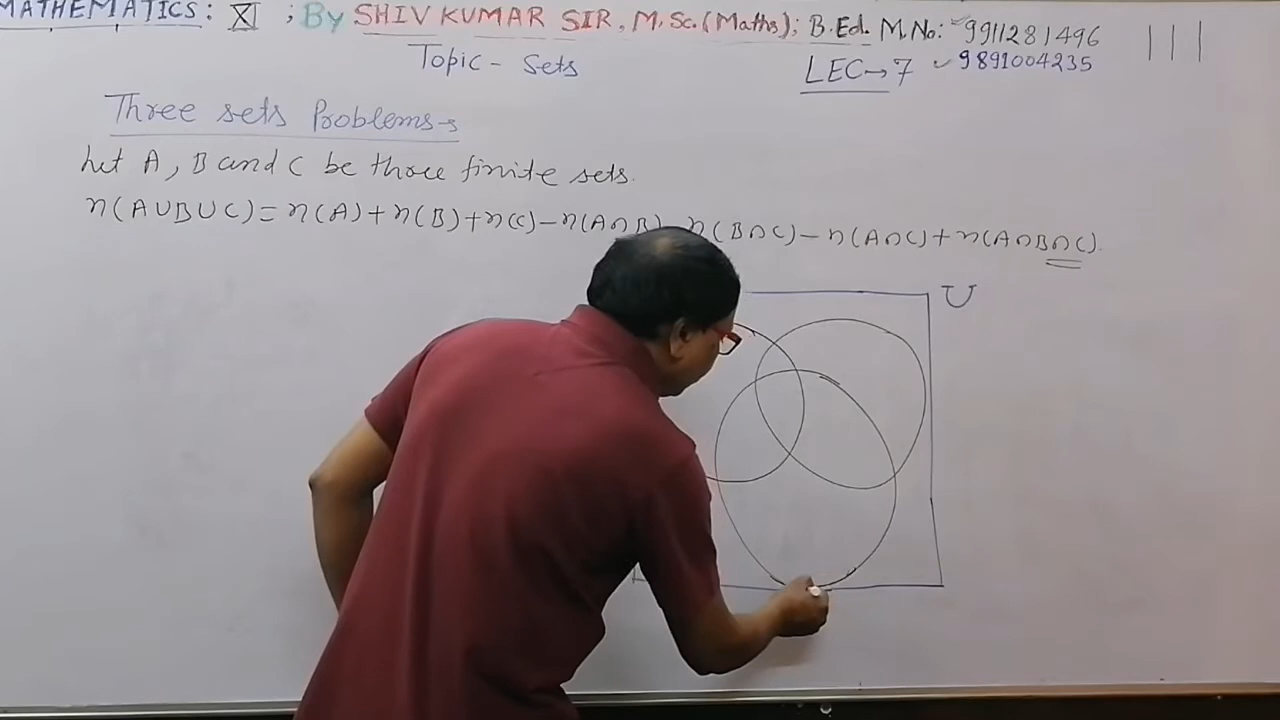 MATHEMATICS: XI ; By SHIV KUMAR SIR, M.Sc.(Maths); B.Ed. M.No: 9911281496
Topic - Sets LEC→7 9891004235
Three sets Problems→
Let A, B and C be three finite sets.
n(A∪B∪C) = n(A) + n(B) + n(C) - n(A∩B) - n(B∩C) - n(A∩C) + n(A∩B∩C).
U